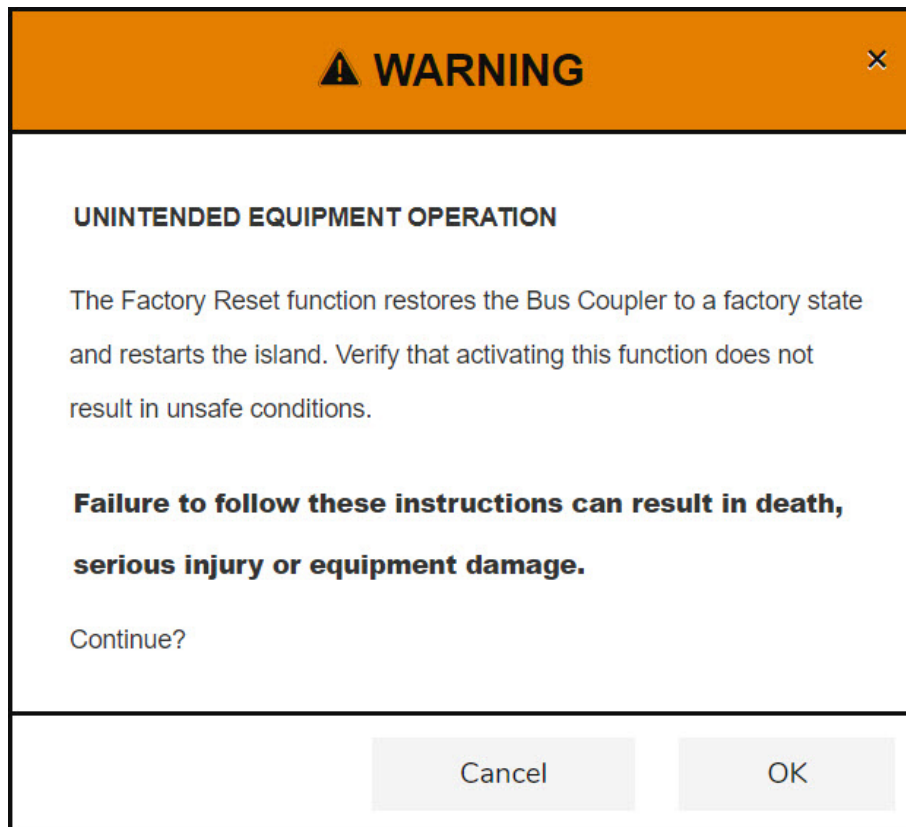 WARNING ×
UNINTENDED EQUIPMENT OPERATION
The Factory Reset function restores the Bus Coupler to a factory state
and restarts the island. Verify that activating this function does not
result in unsafe conditions.
Failure to follow these instructions can result in death,
serious injury or equipment damage.
Continue?
Cancel OK